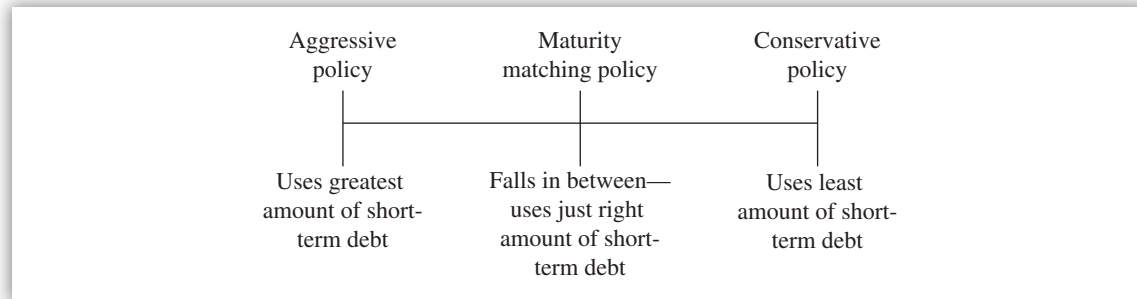 Aggressive
policy
Maturity
matching policy
Conservative
policy
Uses greatest
amount of short-
term debt
Falls in between—
uses just right
amount of short-
term debt
Uses least
amount of short-
term debt